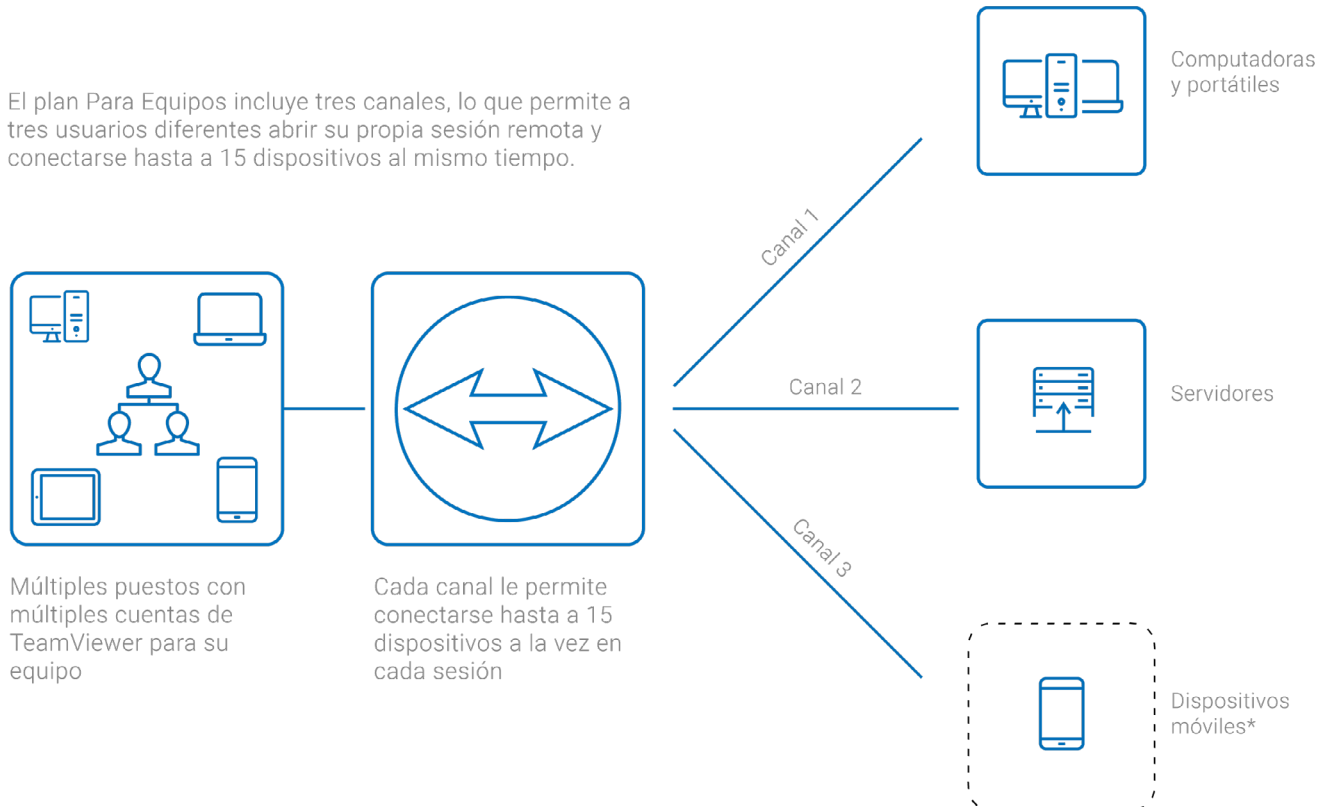 El plan Para Equipos incluye tres canales, lo que permite a
tres usuarios diferentes abrir su propia sesión remota y
conectarse hasta a 15 dispositivos al mismo tiempo.
Computadoras
y portátiles
Canal 1
Canal 2
Servidores
Canal 3
Múltiples puestos con
múltiples cuentas de
TeamViewer para su
equipo
Cada canal le permite
conectarse hasta a 15
dispositivos a la vez en
cada sesión
Dispositivos
móviles*